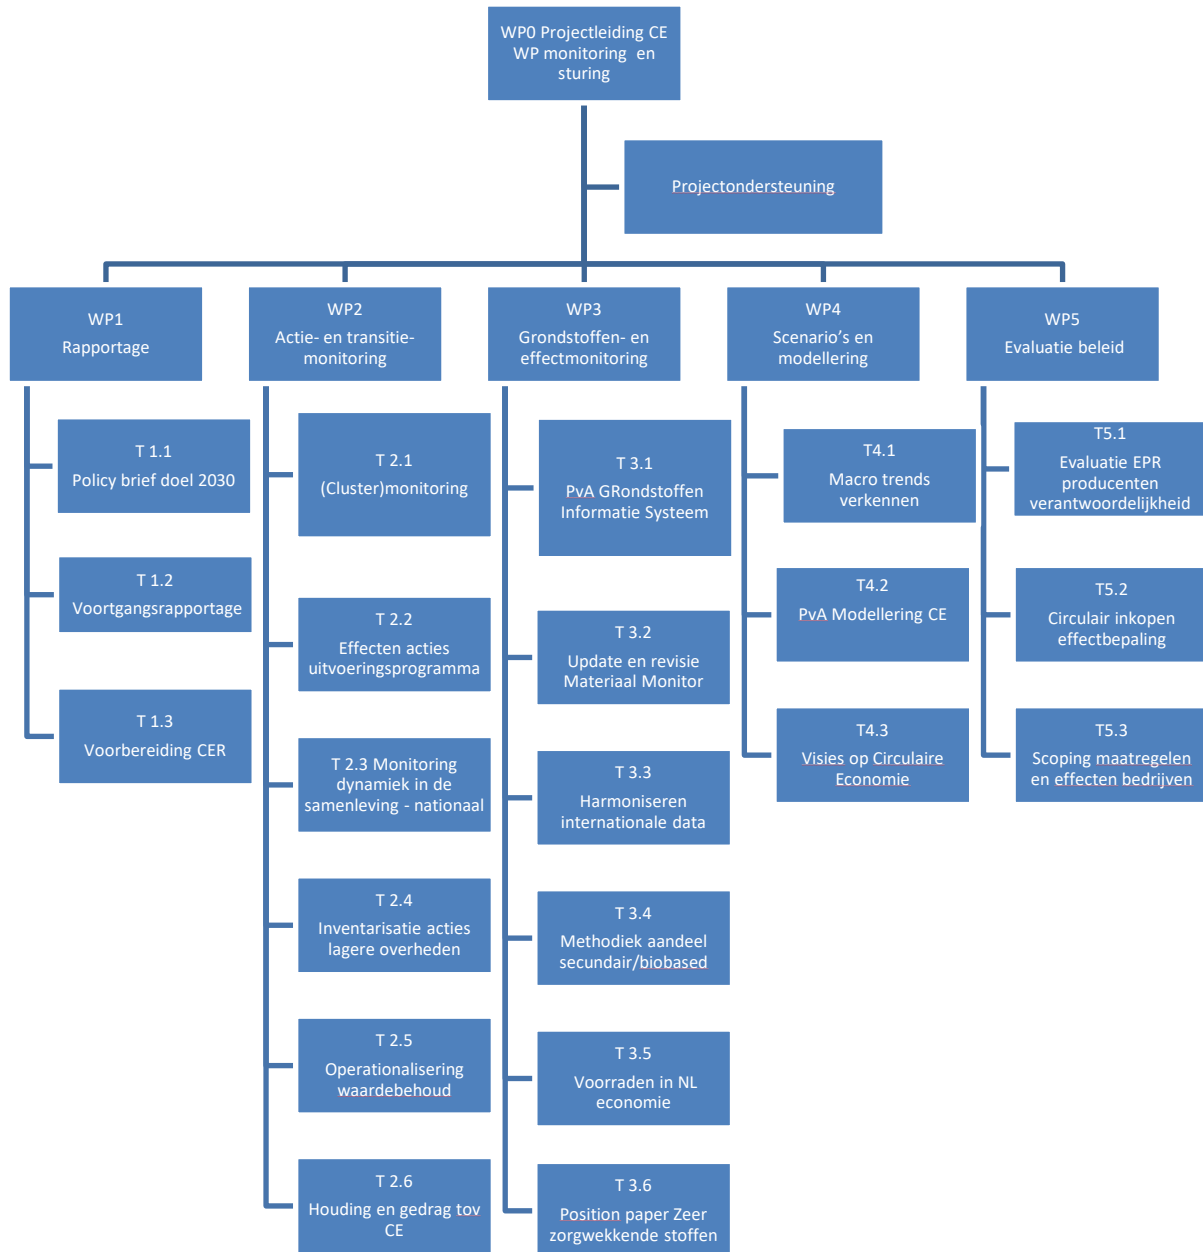 WP0 Projectleiding CE
WP monitoring en
sturing
Projectondersteuning
WP1
Rapportage
WP2
Actie- en transitie-
monitoring
WP3
Grondstoffen- en
effectmonitoring
WP4
Scenario's en
modellering
WP5
Evaluatie beleid
T 1.1
Policy brief doel 2030
T 1.2
Voortgangsrapportage
T 1.3
Voorbereiding CER
T 2.1
(Cluster)monitoring
T 2.2
Effecten acties
uitvoeringsprogramma
T 2.3 Monitoring
dynamiek in de
samenleving - nationaal
T 2.4
Inventarisatie acties
lagere overheden
T 2.5
Operationalisering
waardebehoud
T 2.6
Houding en gedrag tov
CE
T 3.1
PvA GRondstoffen
Informatie Systeem
T 3.2
Update en revisie
Materiaal Monitor
T 3.3
Harmoniseren
internationale data
T 3.4
Methodiek aandeel
secundair/biobased
T 3.5
Voorraden in NL
economie
T 3.6
Position paper Zeer
zorgwekkende stoffen
T4.1
Macro trends
verkennen
T4.2
PvA Modellering CE
T4.3
Visies op Circulaire
Economie
T5.1
Evaluatie EPR
producenten
verantwoordelijkheid
T5.2
Circulair inkopen
effectbepaling
T5.3
Scoping maatregelen
en effecten bedrijven